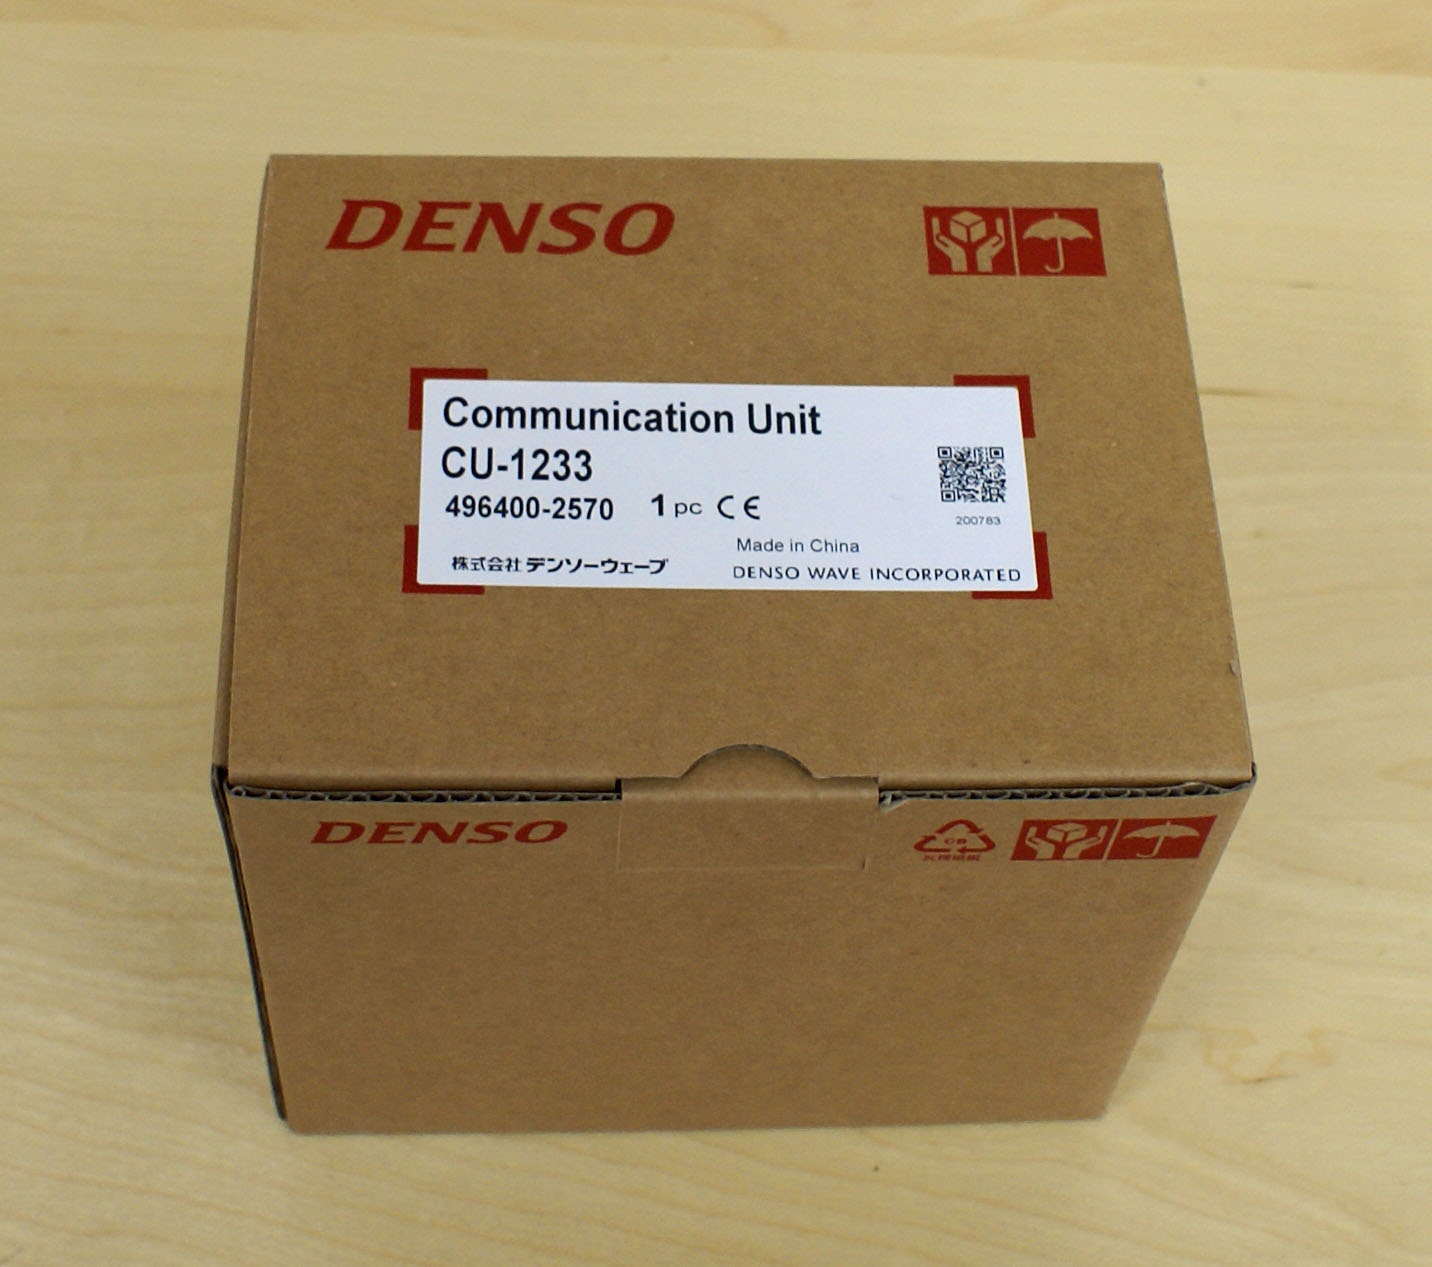 DENSO
Communication Unit
CU-1233
496400-2570 1 pc CE
200783
Made in China
株式会社 デンソーウェーブ DENSO WAVE INCORPORATED
DENSO
CB